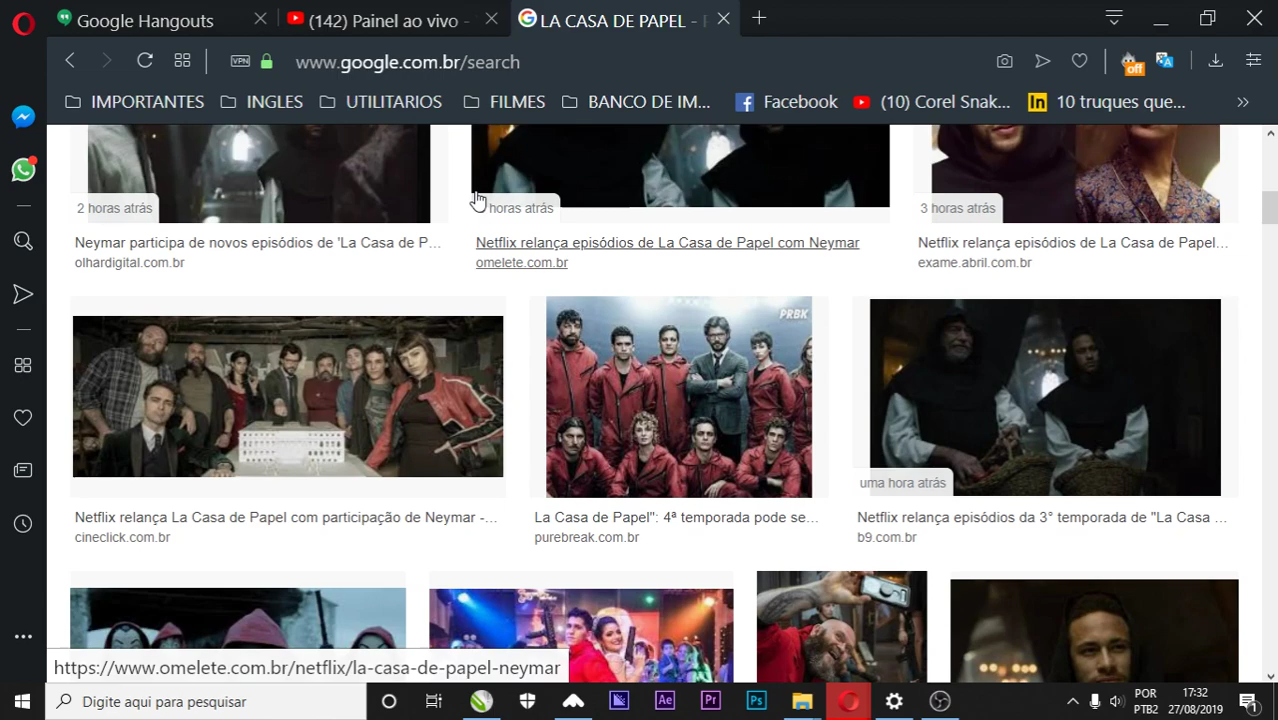 Google Hangouts
(142) Painel ao vivo -
LA CASA DE PAPEL -
VPN
www.google.com.br/search
off
IMPORTANTES
INGLES
UTILITARIOS
FILMES
BANCO DE IM...
Facebook
(10) Corel Snak...
In
10 truques que...
»
2 horas atrás
horas atrás
3 horas atrás
Neymar participa de novos episódios de 'La Casa de P...
olhardigital.com.br
Netflix relança episódios de La Casa de Papel com Neymar
omelete.com.br
Netflix relança episódios de La Casa de Papel...
exame.abril.com.br
PRBK
uma hora atrás
Netflix relança La Casa de Papel com participação de Neymar -...
cineclick.com.br
La Casa de Papel": 4ª temporada pode se...
purebreak.com.br
Netflix relança episódios da 3° temporada de "La Casa ...
b9.com.br
https://www.omelete.com.br/netflix/la-casa-de-papel-neymar
Digite aqui para pesquisar
Ae
Pr
Ps
POR
PTB2
17:32
27/08/2019
1